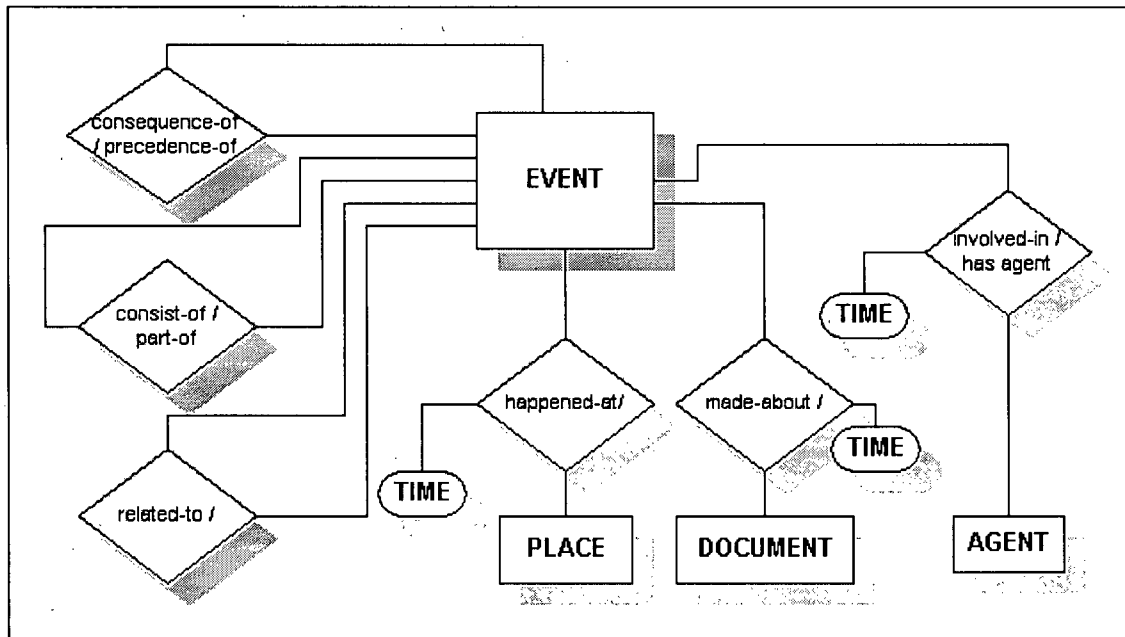 consequence-of
/ precedence-of
EVENT
involved-in /
has agent
TIME
consist-of /
part-of
happened-at/
made-about /
TIME
TIME
related-to /
PLACE
DOCUMENT
AGENT